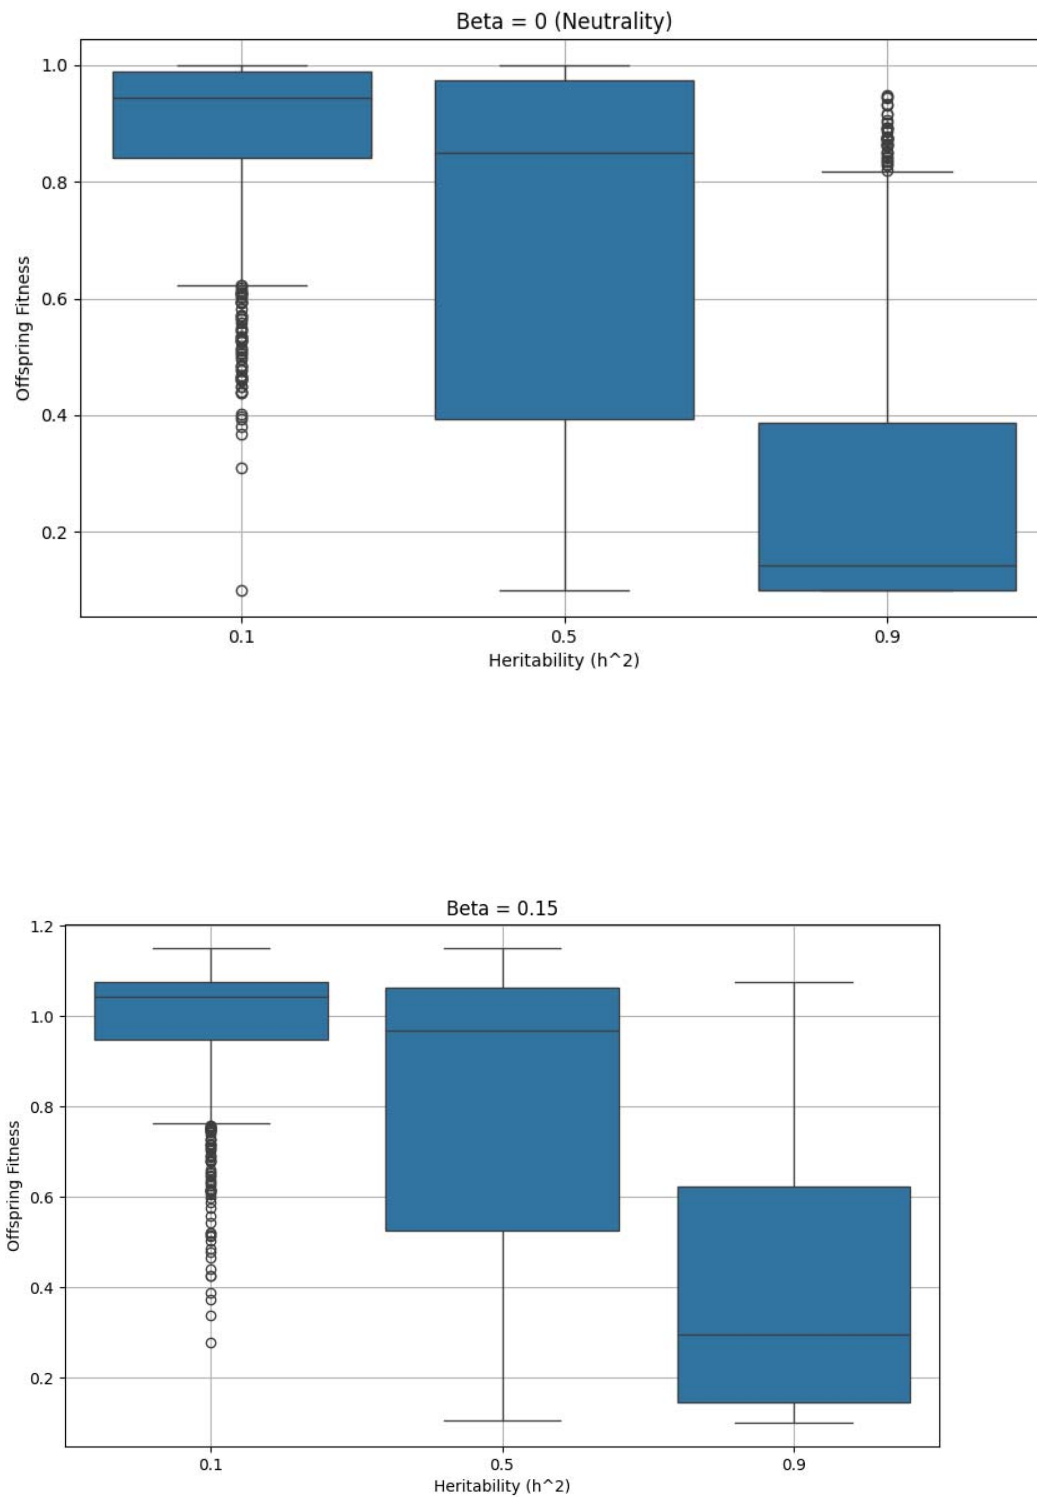 Beta = 0 (Neutrality)
Offspring Fitness
1.0
0.8
0.6
0.4
0.2
0.1 0.5 0.9
Heritability (h^2)
Beta = 0.15
Offspring Fitness
1.2
1.0
0.8
0.6
0.4
0.2
0.1 0.5 0.9
Heritability (h^2)